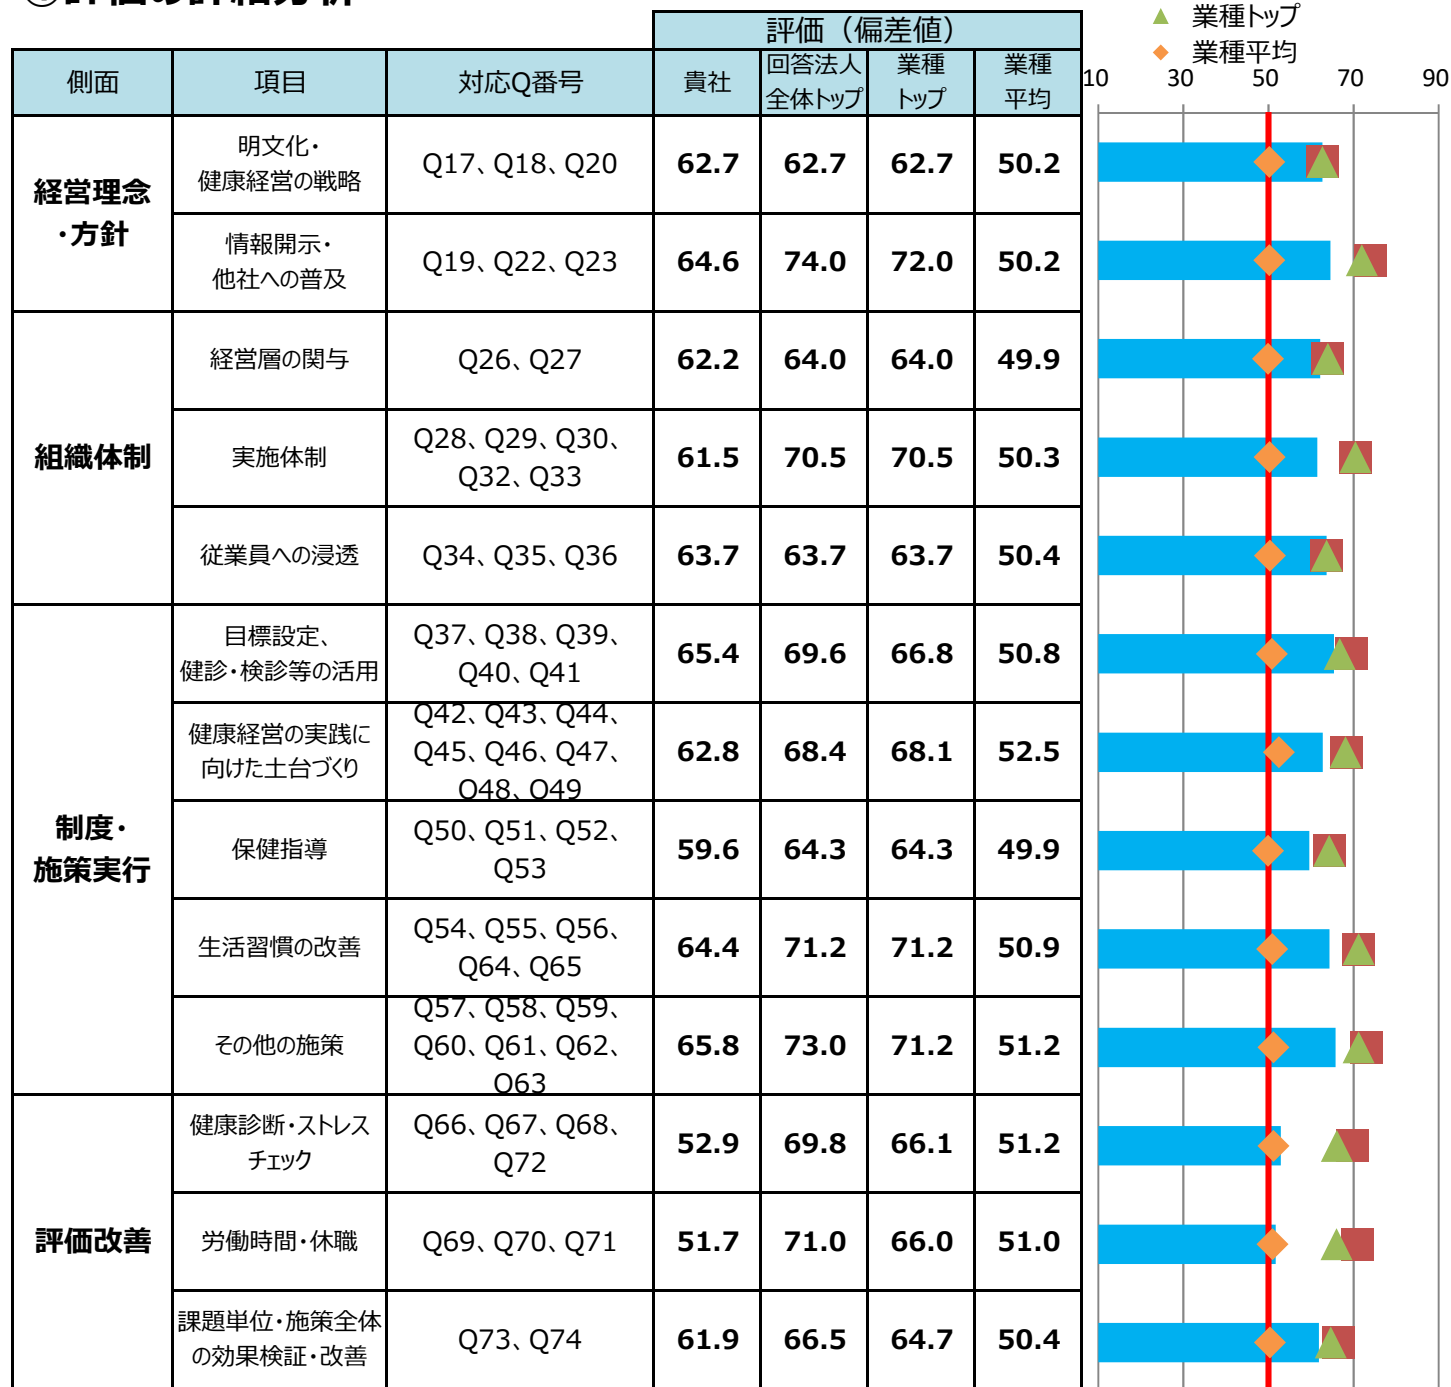 評価（偏差値）
側面 項目 対応Q番号 貴社 回答法人全体トップ 業種トップ 業種平均
▲ 業種トップ
◆ 業種平均
10 30 50 70 90
経営理念
・方針
明文化・
健康経営の戦略
Q17、Q18、Q20 62.7 62.7 62.7 50.2
情報開示・
他社への普及
Q19、Q22、Q23 64.6 74.0 72.0 50.2
組織体制
経営層の関与 Q26、Q27 62.2 64.0 64.0 49.9
実施体制
Q28、Q29、Q30、
Q32、Q33
61.5 70.5 70.5 50.3
従業員への浸透 Q34、Q35、Q36 63.7 63.7 63.7 50.4
制度・
施策実行
目標設定、
健診・検診等の活用
Q37、Q38、Q39、
Q40、Q41
65.4 69.6 66.8 50.8
健康経営の実践に
向けた土台づくり
Q42、Q43、Q44、
Q45、Q46、Q47、
Q48、Q49
62.8 68.4 68.1 52.5
保健指導
Q50、Q51、Q52、
Q53
59.6 64.3 64.3 49.9
生活習慣の改善
Q54、Q55、Q56、
Q64、Q65
64.4 71.2 71.2 50.9
その他の施策
Q57、Q58、Q59、
Q60、Q61、Q62、
Q63
65.8 73.0 71.2 51.2
評価改善
健康診断・ストレス
チェック
Q66、Q67、Q68、
Q72
52.9 69.8 66.1 51.2
労働時間・休職 Q69、Q70、Q71 51.7 71.0 66.0 51.0
課題単位・施策全体
の効果検証・改善
Q73、Q74 61.9 66.5 64.7 50.4